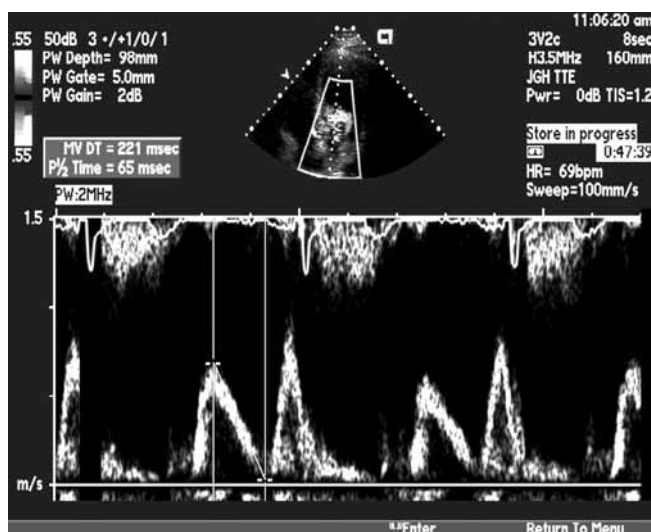 11:06:20 am
.55
50dB 3 •/+1/0/ 1
PW Depth= 98mm
PW Gate= 5.0mm
PW Gain= 2dB
3V2c 8sec
H3.5MHz 160mm
JGH TTE
Pwr= 0dB TIS=1.2
.55
MV DT = 221 msec
P½ Time = 65 msec
Store in progress
0:47:39
HR= 69bpm
Sweep=100mm/s
PW:2MHz
1.5
m/s
Enter
Return To Menu